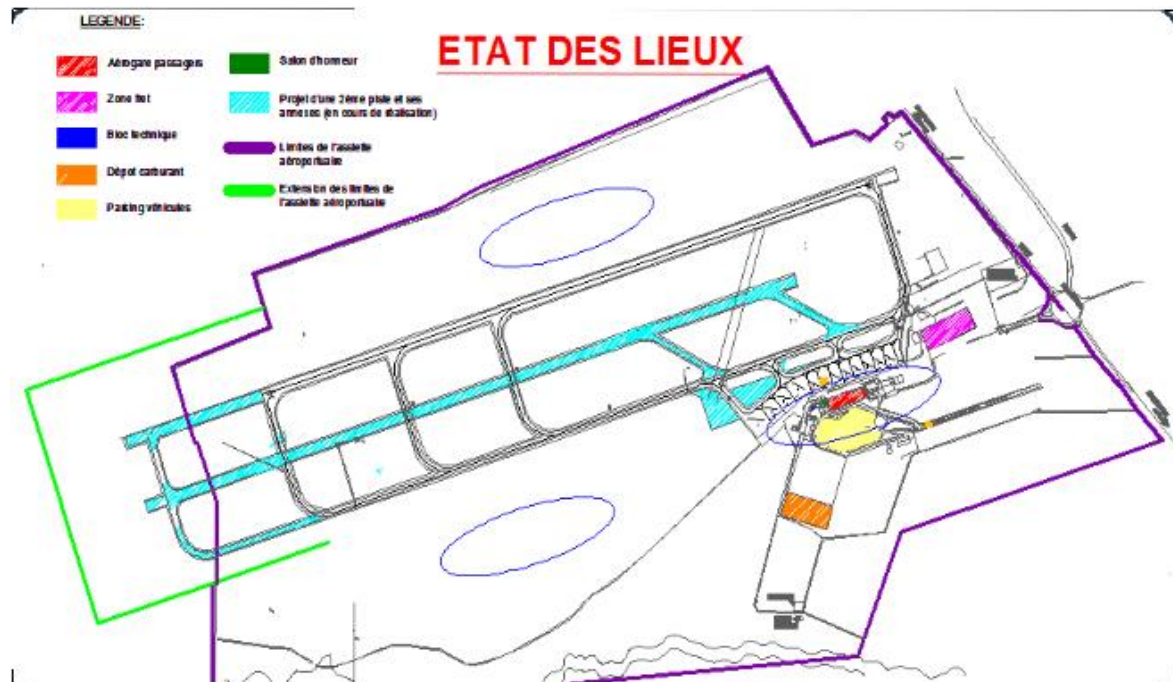 LEGENDE:
ETAT DES LIEUX
Aérogare passagers
Salon d'honneur
Zone fret
Projet d'une 2ème piste et ses
annexes (en cours de réalisation)
Bloc technique
Limites de l'assiette
aéroportuaire
Dépot carburant
Extension des limites de
l'assiette aéroportuaire
Parking véhicules